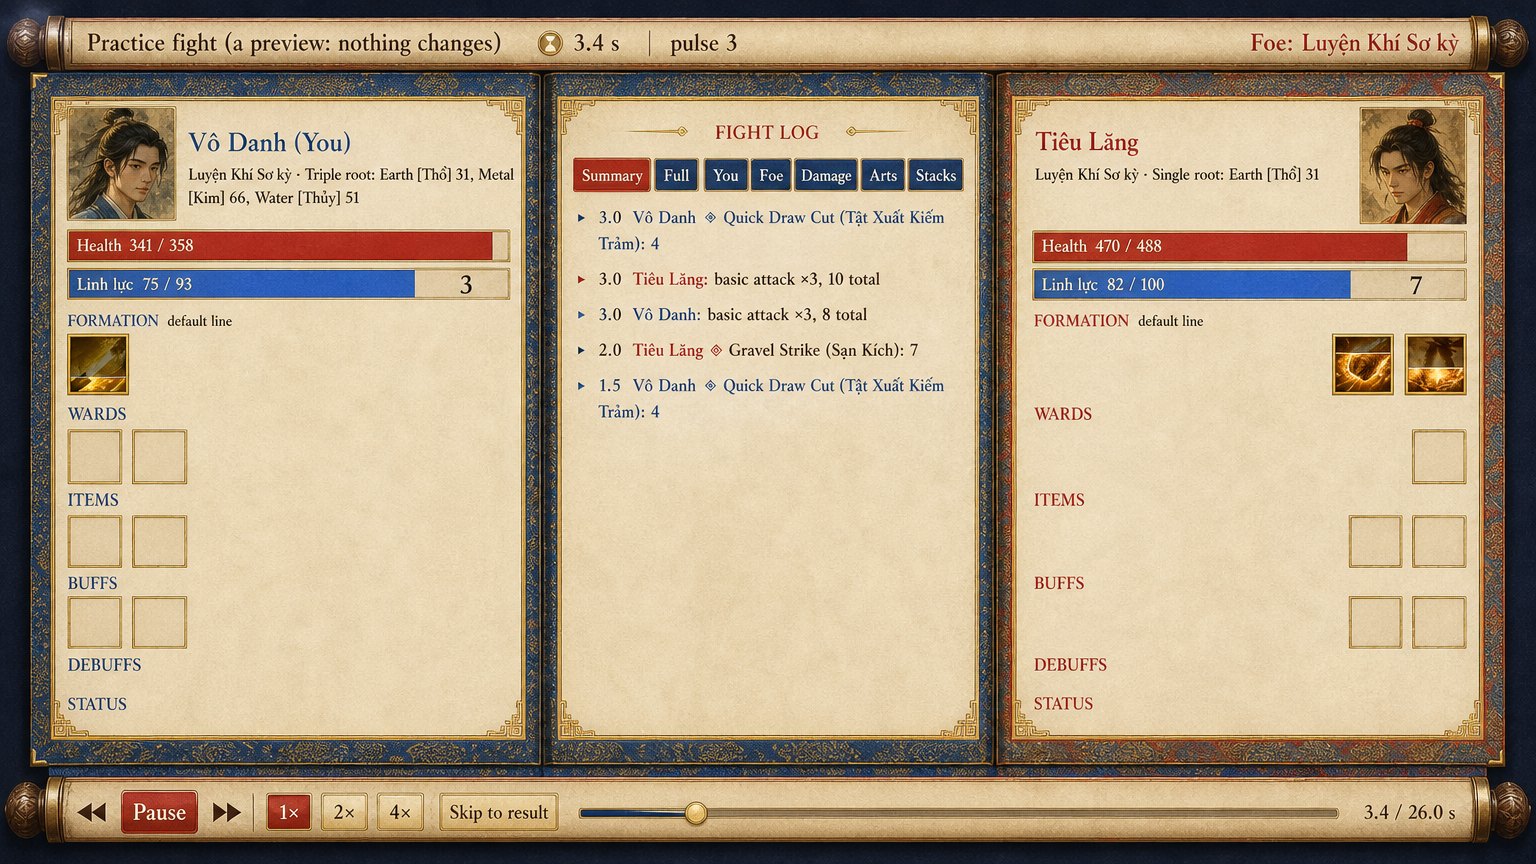 Practice fight (a preview: nothing changes)
3.4 s
pulse 3
Foe: Luyện Khí Sơ kỳ
Vô Danh (You)
Luyện Khí Sơ kỳ · Triple root: Earth [Thổ] 31, Metal
[Kim] 66, Water [Thủy] 51
Health 341 / 358
Linh lực 75 / 93
3
FORMATION default line
WARDS
ITEMS
BUFFS
DEBUFFS
STATUS
FIGHT LOG
Summary Full You Foe Damage Arts Stacks
3.0 Vô Danh Quick Draw Cut (Tật Xuất Kiếm
Trảm): 4
3.0 Tiêu Lăng: basic attack ×3, 10 total
3.0 Vô Danh: basic attack ×3, 8 total
2.0 Tiêu Lăng Gravel Strike (Sạn Kích): 7
1.5 Vô Danh Quick Draw Cut (Tật Xuất Kiếm
Trảm): 4
Tiêu Lăng
Luyện Khí Sơ kỳ · Single root: Earth [Thổ] 31
Health 470 / 488
Linh lực 82 / 100
7
FORMATION default line
WARDS
ITEMS
BUFFS
DEBUFFS
STATUS
Pause
1×
2×
4×
Skip to result
3.4 / 26.0 s